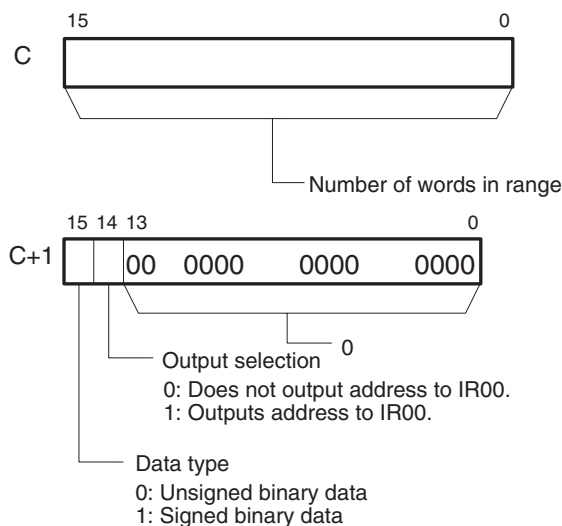 15 0
C
Number of words in range
15 14 13 0
C+1 00 0000 0000 0000
0
Output selection
0: Does not output address to IR00.
1: Outputs address to IR00.
Data type
0: Unsigned binary data
1: Signed binary data